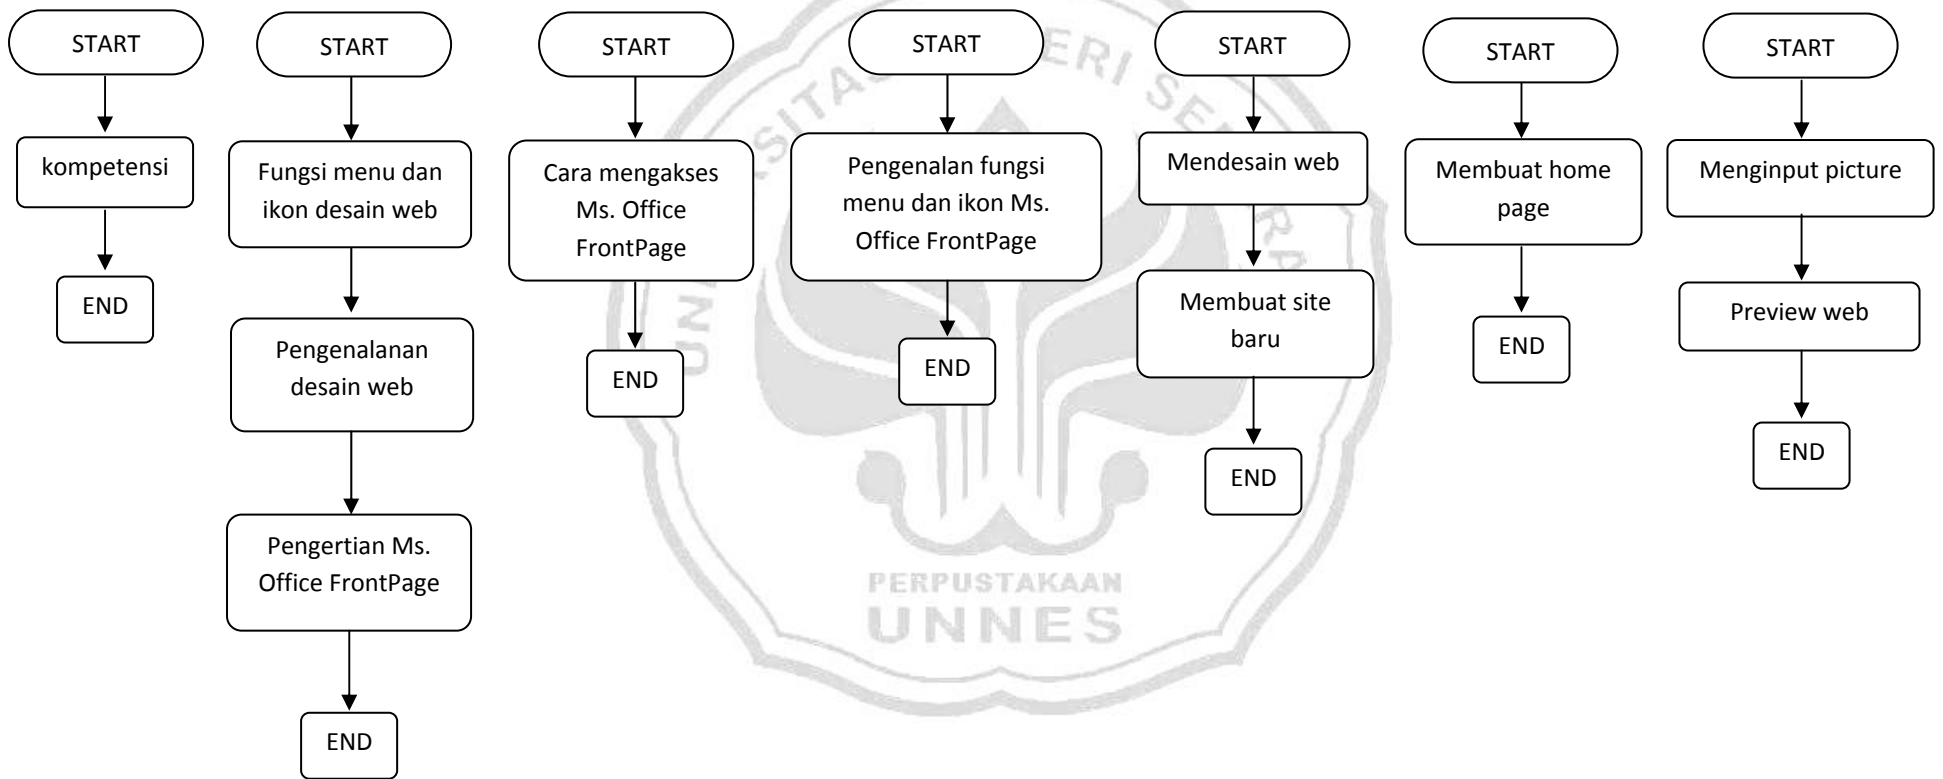 START
kompetensi
END
START
Fungsi menu dan
ikon desain web
Pengenalanan
desain web
Pengertian Ms.
Office FrontPage
END
START
Cara mengakses
Ms. Office
FrontPage
END
START
Pengenalan fungsi
menu dan ikon Ms.
Office FrontPage
END
START
Mendesain web
Membuat site
baru
END
START
Membuat home
page
END
START
Menginput picture
Preview web
END
PERPUSTAKAAN
UNNES